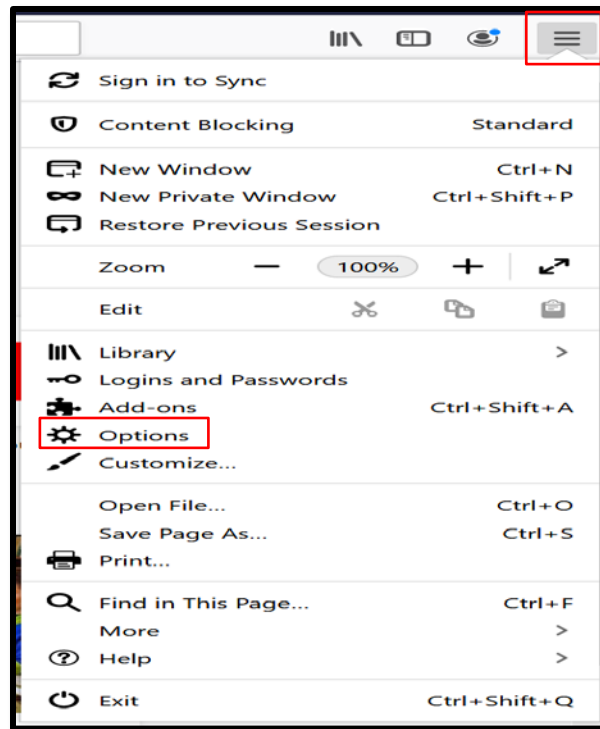 Sign in to Sync
Content Blocking Standard
New Window Ctrl+N
New Private Window Ctrl+Shift+P
Restore Previous Session
Zoom 100%
Edit
Library
Logins and Passwords
Add-ons Ctrl+Shift+A
Options
Customize...
Open File... Ctrl+O
Save Page As... Ctrl+S
Print...
Find in This Page... Ctrl+F
More
Help
Exit Ctrl+Shift+Q